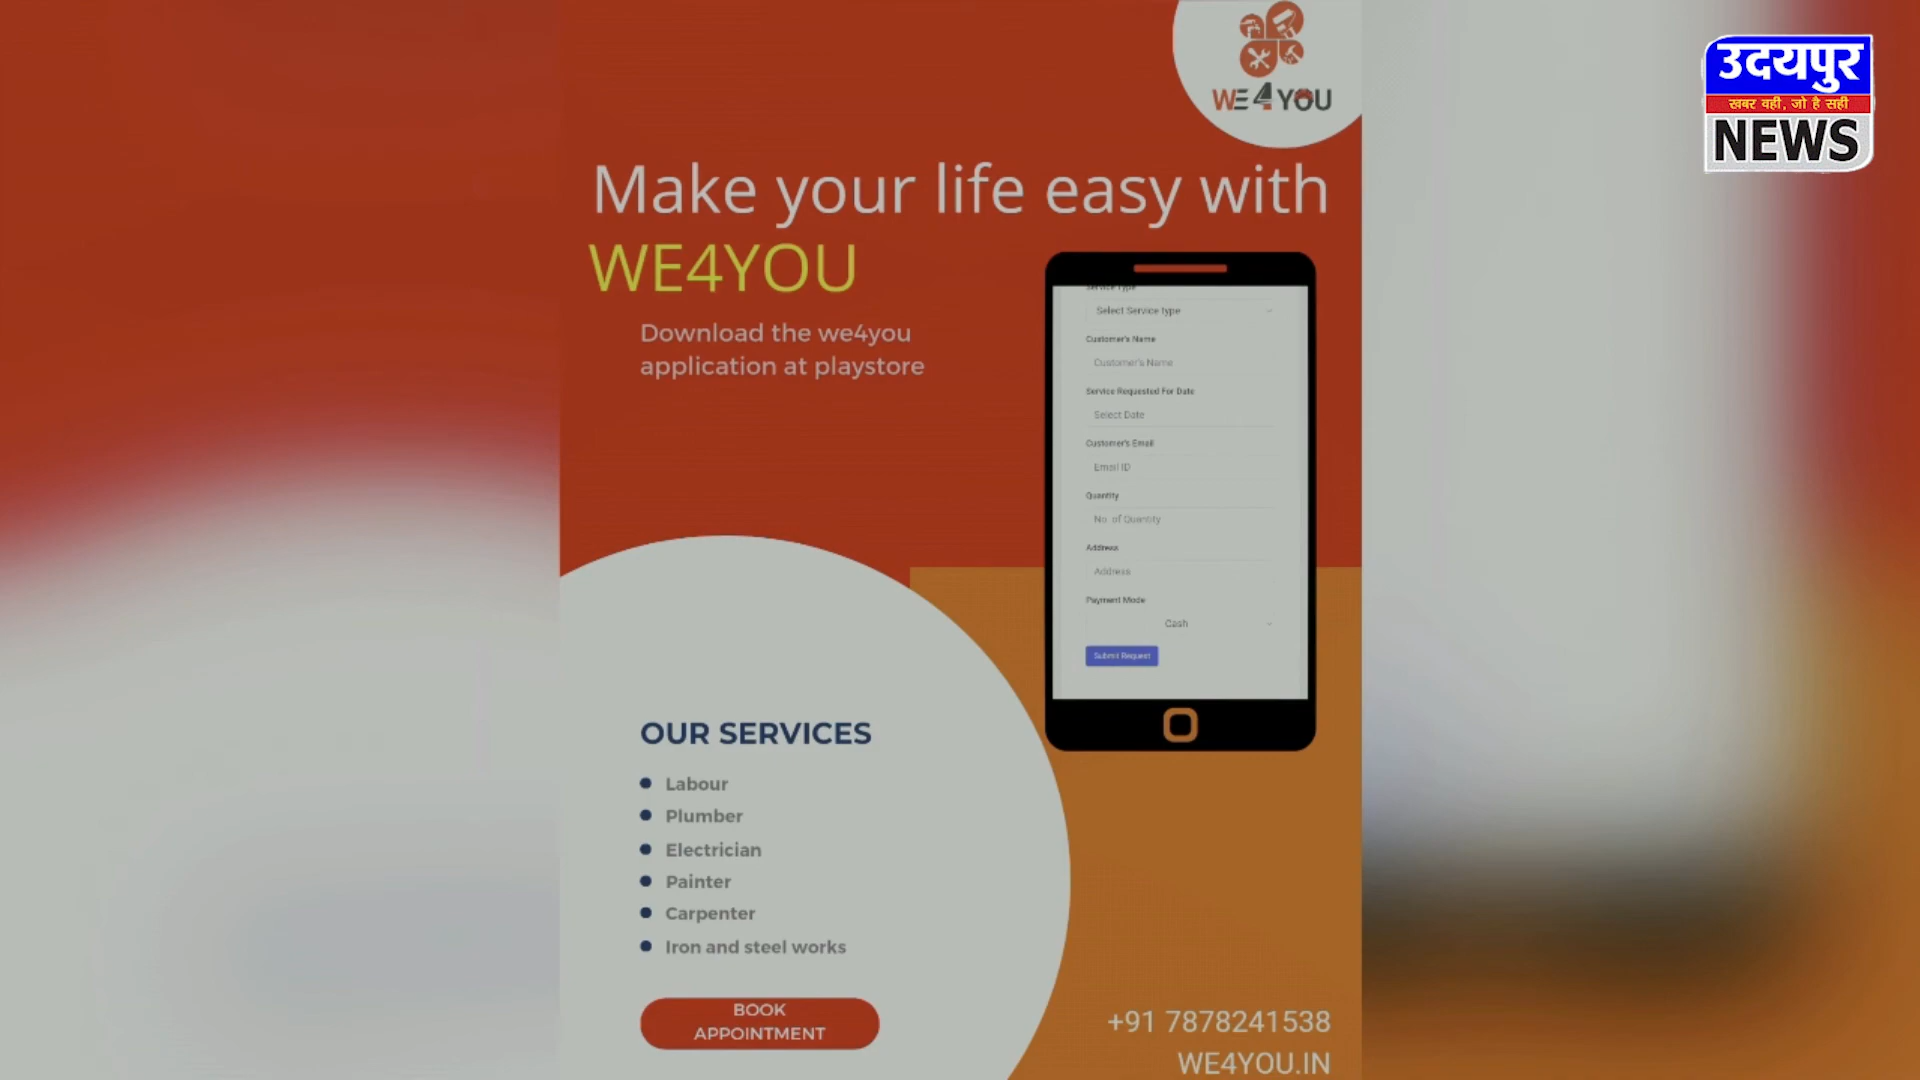 WE4YOU
Make your life easy with
WE4YOU
Download the we4you
application at playstore
Service Type
Select Service type
Customer's Name
Customer's Name
Service Requested For Date
Select Date
Customer's Email
Email ID
Quantity
No. of Quantity
Address
Address
Payment Mode
Cash
Submit Request
OUR SERVICES
Labour
Plumber
Electrician
Painter
Carpenter
Iron and steel works
BOOK
APPOINTMENT
+91 7878241538
WE4YOU.IN
उदयपुर
खबर वही, जो है सही
NEWS